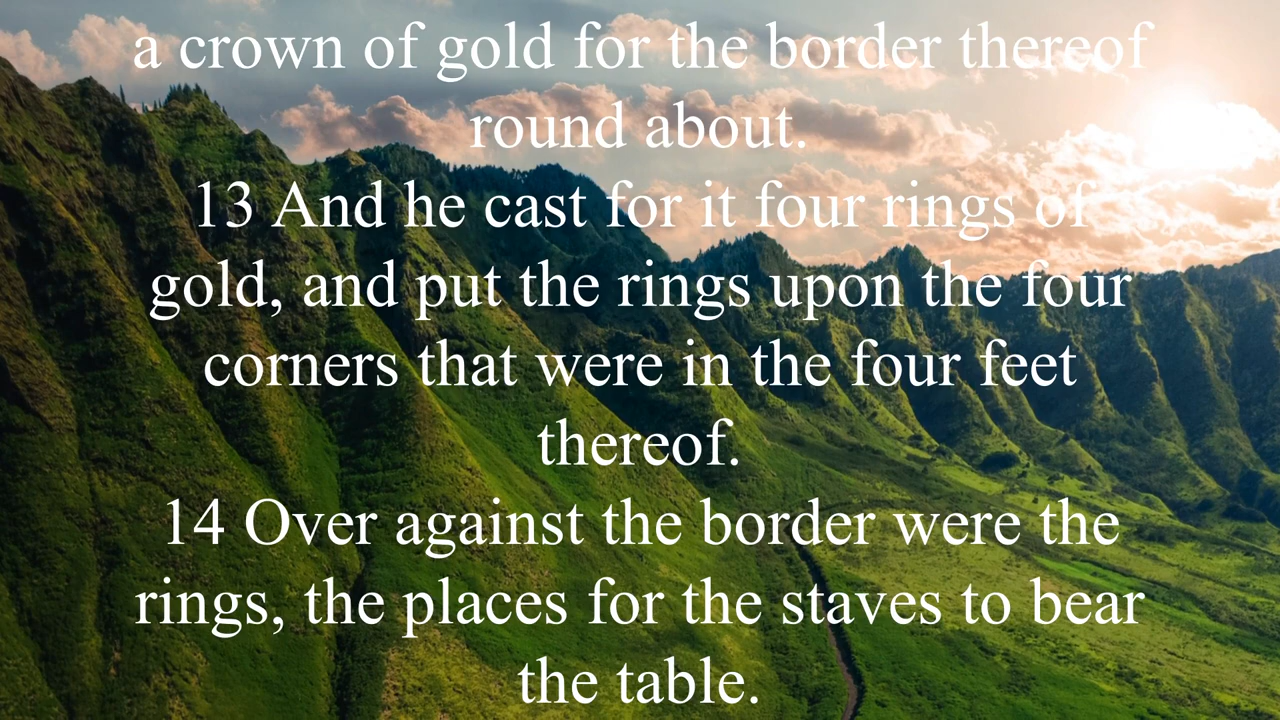 a crown of gold for the border thereof
round about.
13 And he cast for it four rings of
gold, and put the rings upon the four
corners that were in the four feet
thereof.
14 Over against the border were the
rings, the places for the staves to bear
the table.